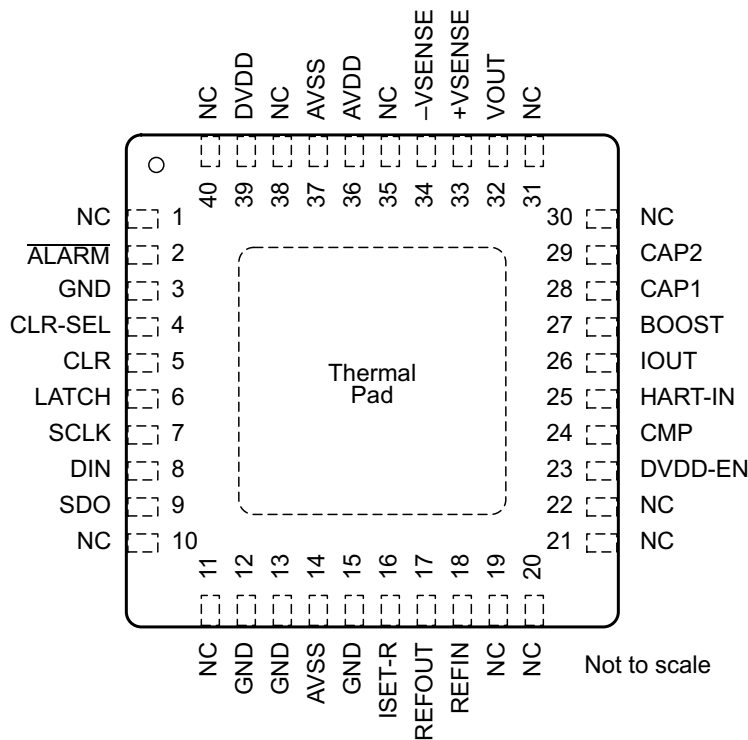 NC
DVDD
NC
AVSS
AVDD
NC
–VSENSE
+VSENSE
VOUT
NC
40
39
38
37
36
35
34
33
32
31
NC 1
ALARM 2
GND 3
CLR-SEL 4
CLR 5
LATCH 6
SCLK 7
DIN 8
SDO 9
NC 10
Thermal
Pad
30 NC
29 CAP2
28 CAP1
27 BOOST
26 IOUT
25 HART-IN
24 CMP
23 DVDD-EN
22 NC
21 NC
11
12
13
14
15
16
17
18
19
20
NC
GND
GND
AVSS
GND
ISET-R
REFOUT
REFIN
NC
NC
Not to scale